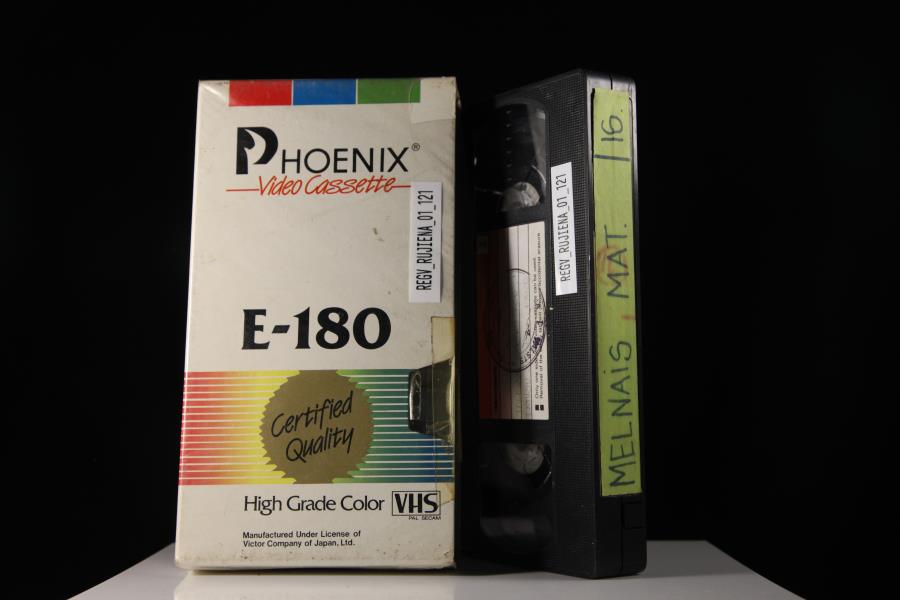 PHOENIX®
Video Cassette
REGV_RUJIENA_01_121
E-180
Certified
Quality
High Grade Color VHS
PAL SECAM
Manufactured Under License of
Victor Company of Japan, Ltd.
REGV_RUJIENA_01_121
MELNAIS MAT. /16.